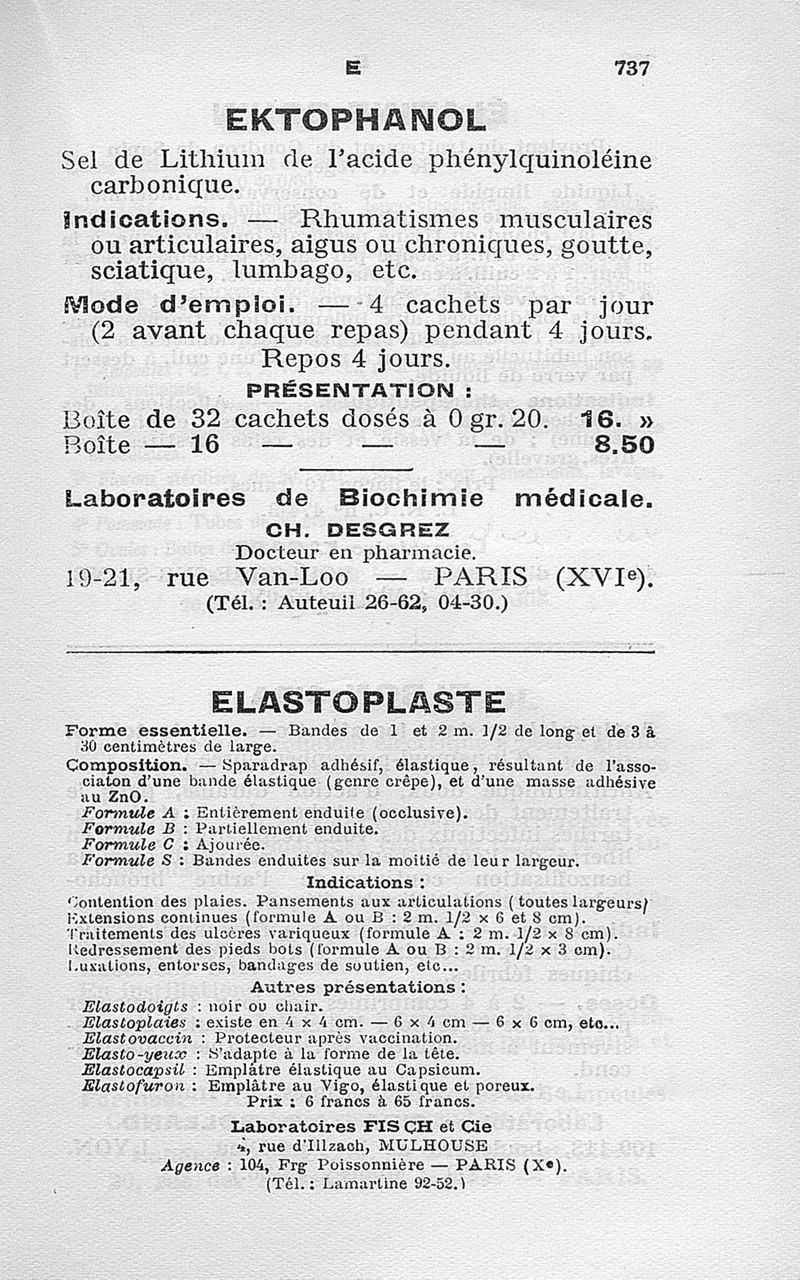 E 737
EKTOPHANOL
Sel de Lithium de l'acide phénylquinoléine
carbonique.
Indications. — Rhumatismes musculaires
ou articulaires, aigus ou chroniques, goutte,
sciatique, lumbago, etc.
Mode d'emploi. — 4 cachets par jour
(2 avant chaque repas) pendant 4 jours.
Repos 4 jours.
PRÉSENTATION :
Boîte de 32 cachets dosés à 0 gr. 20. 16. »
Boîte — 16 — — — 8.50
Laboratoires de Biochimie médicale.
CH. DESGREZ
Docteur en pharmacie.
19-21, rue Van-Loo — PARIS (XVIe).
(Tél. : Auteuil 26-62, 04-30.)
ELASTOPLASTE
Forme essentielle. — Bandes de 1 et 2 m. 1/2 de long et de 3 à
30 centimètres de large.
Composition. — Sparadrap adhésif, élastique, résultant de l'asso-
ciaton d'une bande élastique (genre crêpe), et d'une masse adhésive
au ZnO.
Formule A : Entièrement enduite (occlusive).
Formule B : Partiellement enduite.
Formule C : Ajourée.
Formule S : Bandes enduites sur la moitié de leur largeur.
Indications :
Contention des plaies. Pansements aux articulations (toutes largeurs)
Extensions continues (formule A ou B : 2 m. 1/2 x 6 et 8 cm).
Traitements des ulcères variqueux (formule A : 2 m. 1/2 x 8 cm).
Redressement des pieds bots (formule A ou B : 2 m. 1/2 x 3 cm).
Luxations, entorses, bandages de soutien, etc...
Autres présentations :
Elastodoigts : noir ou chair.
Elastoplaies : existe en 4 x 4 cm. — 6 x 4 cm — 6 x 6 cm, etc...
Elastovaccin : Protecteur après vaccination.
Elasto-yeux : S'adapte à la forme de la tête.
Elastocapsil : Emplâtre élastique au Capsicum.
Elastofuron : Emplâtre au Vigo, élastique et poreux.
Prix : 6 francs à 65 francs.
Laboratoires FISCH et Cie
4, rue d'Illzach, MULHOUSE
Agence : 104, Frg Poissonnière — PARIS (Xe).
(Tél. : Lamartine 92-52.)